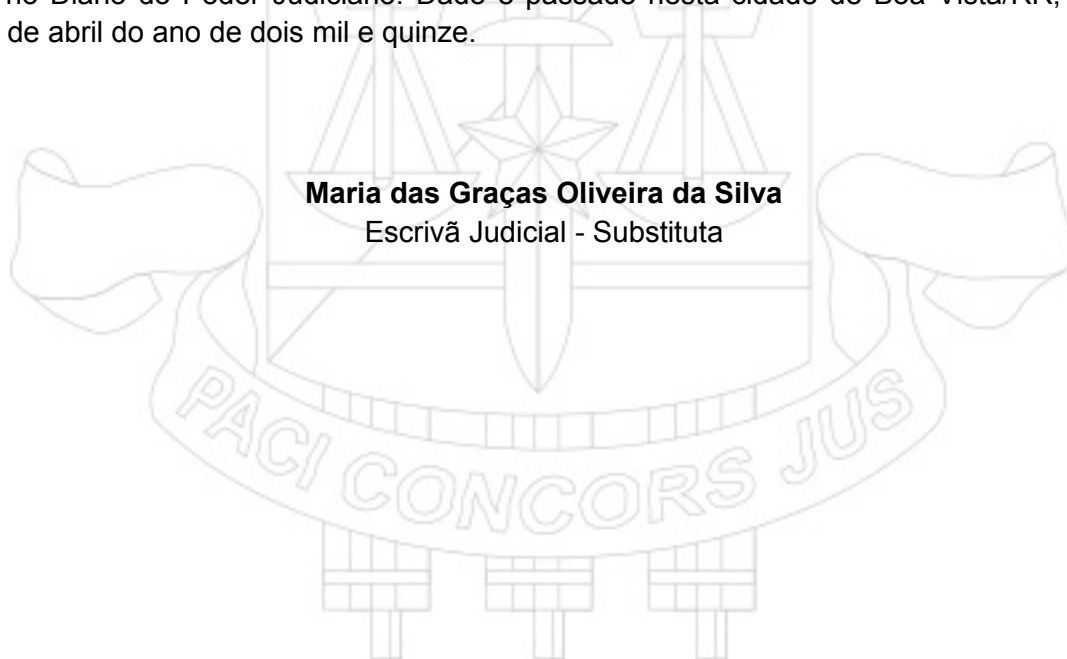 no Diário do Poder Judiciário. Dado e passado nesta cidade de Boa Vista/RR,
de abril do ano de dois mil e quinze.
Maria das Graças Oliveira da Silva
Escrivã Judicial - Substituta
PACI CONCORS JUS